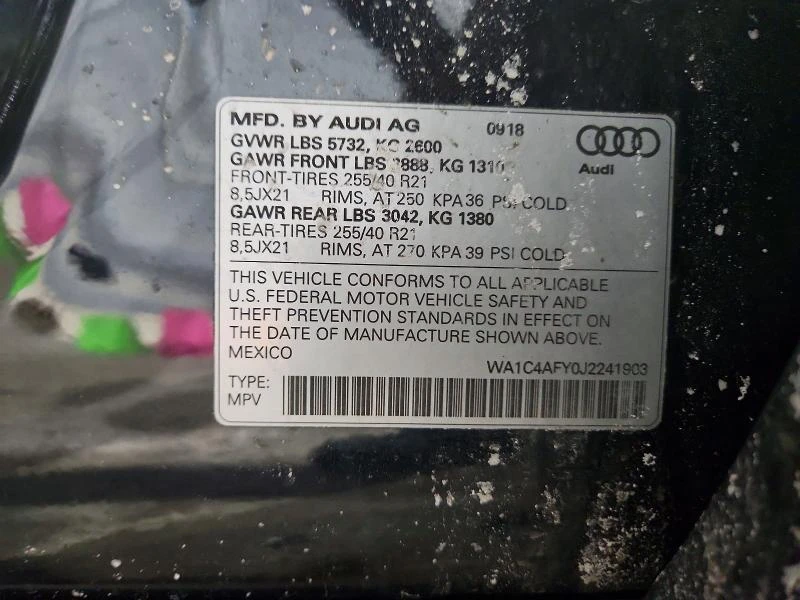 MFD. BY AUDI AG 0918
Audi
GVWR LBS 5732, KG 2600
GAWR FRONT LBS 2888, KG 1310
FRONT-TIRES 255/40 R21
8,5JX21 RIMS, AT 250 KPA 36 PSI COLD
GAWR REAR LBS 3042, KG 1380
REAR-TIRES 255/40 R21
8,5JX21 RIMS, AT 270 KPA 39 PSI COLD
THIS VEHICLE CONFORMS TO ALL APPLICABLE
U.S. FEDERAL MOTOR VEHICLE SAFETY AND
THEFT PREVENTION STANDARDS IN EFFECT ON
THE DATE OF MANUFACTURE SHOWN ABOVE.
MEXICO
WA1C4AFY0J2241903
TYPE:
MPV